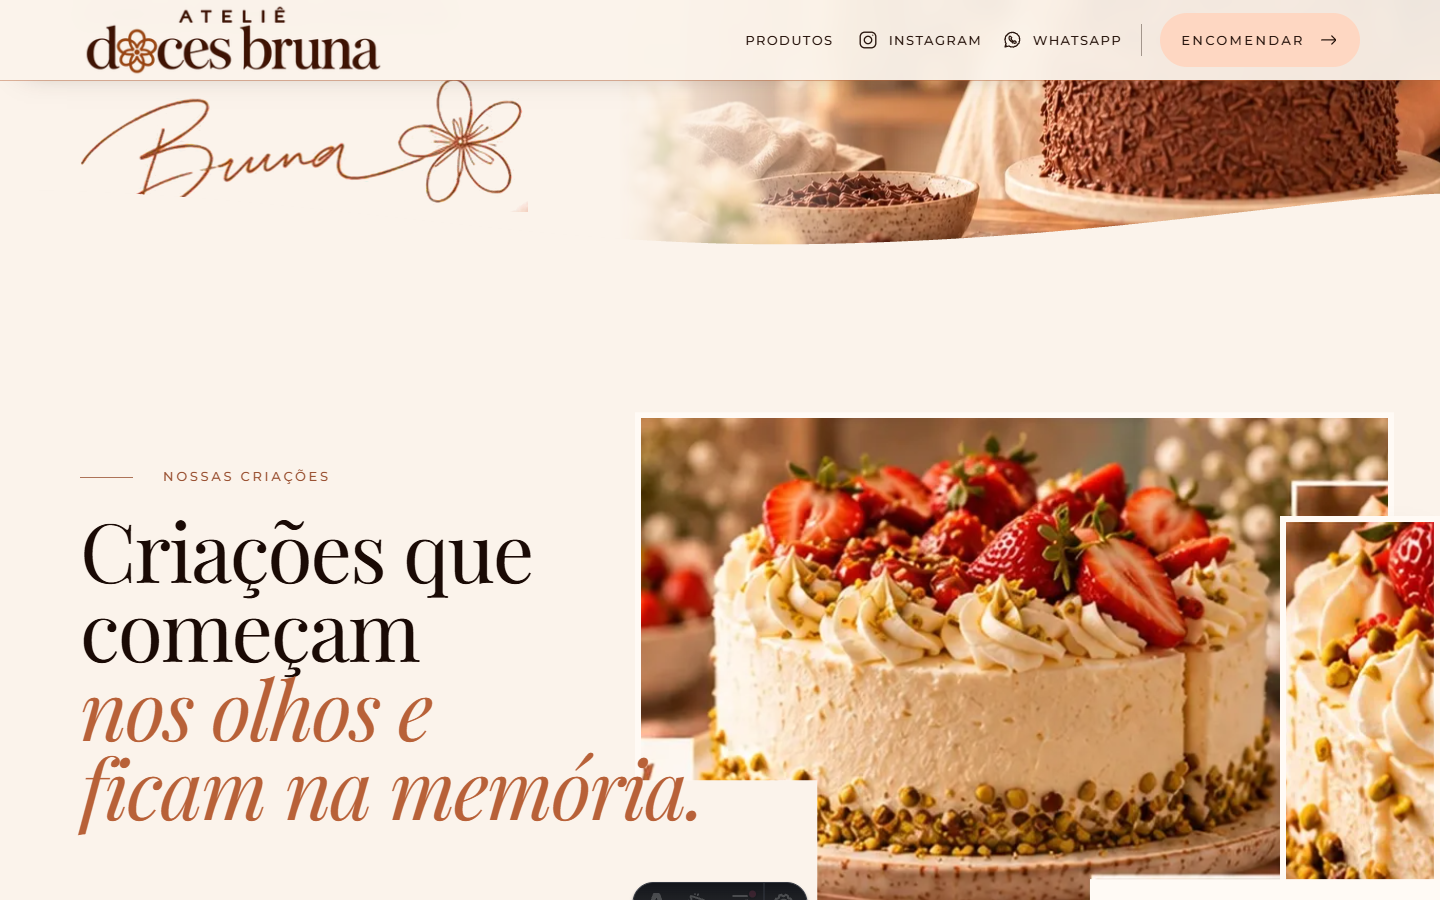 ATELIÊ
doces bruna
PRODUTOS
INSTAGRAM
WHATSAPP
ENCOMENDAR
Bruna
NOSSAS CRIAÇÕES
Criações que
começam
nos olhos e
ficam na memória.